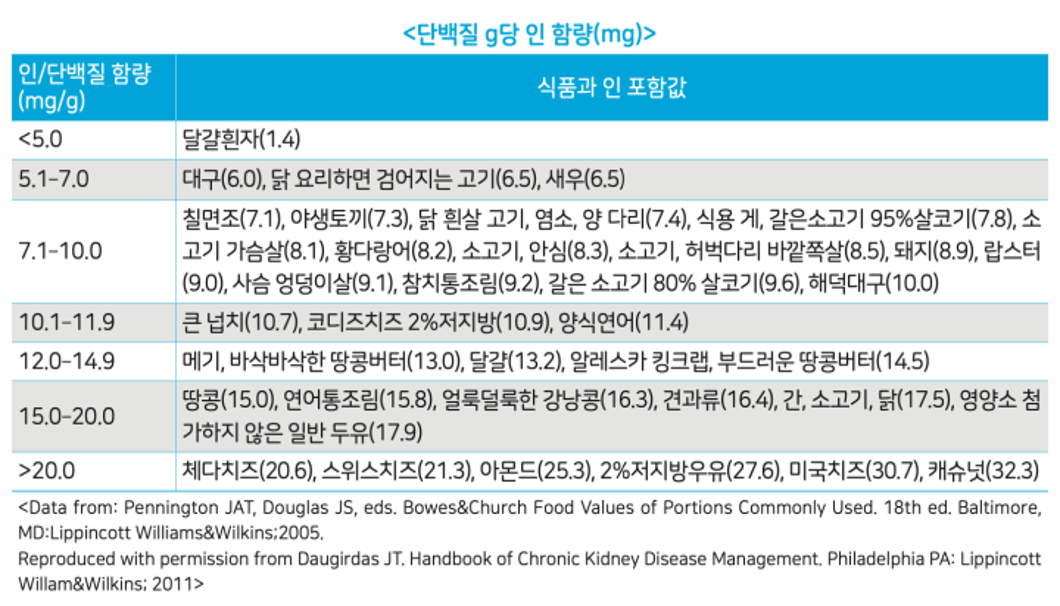 <단백질 g당 인 함량(mg)>
인/단백질 함량
(mg/g)
식품과 인 포함값
<5.0
달걀흰자(1.4)
5.1-7.0
대구(6.0), 닭 요리하면 검어지는 고기(6.5), 새우(6.5)
7.1-10.0
칠면조(7.1), 야생토끼(7.3), 닭 흰살 고기, 염소, 양 다리(7.4), 식용 게, 갈은소고기 95%살코기(7.8), 소
고기 가슴살(8.1), 황다랑어(8.2), 소고기, 안심(8.3), 소고기, 허벅다리 바깥쪽살(8.5), 돼지(8.9), 랍스터
(9.0), 사슴 엉덩이살(9.1), 참치통조림(9.2), 갈은 소고기 80% 살코기(9.6), 해덕대구(10.0)
10.1-11.9
큰 넙치(10.7), 코디즈치즈 2%저지방(10.9), 양식연어(11.4)
12.0-14.9
메기, 바삭바삭한 땅콩버터(13.0), 달걀(13.2), 알레스카 킹크랩, 부드러운 땅콩버터(14.5)
15.0-20.0
땅콩(15.0), 연어통조림(15.8), 얼룩덜룩한 강낭콩(16.3), 견과류(16.4), 간, 소고기, 닭(17.5), 영양소 첨
가하지 않은 일반 두유(17.9)
>20.0
체다치즈(20.6), 스위스치즈(21.3), 아몬드(25.3), 2%저지방우유(27.6), 미국치즈(30.7), 캐슈넛(32.3)
<Data from: Pennington JAT, Douglas JS, eds. Bowes&Church Food Values of Portions Commonly Used. 18th ed. Baltimore,
MD:Lippincott Williams&Wilkins;2005.
Reproduced with permission from Daugirdas JT. Handbook of Chronic Kidney Disease Management. Philadelphia PA: Lippincott
Willam&Wilkins; 2011>